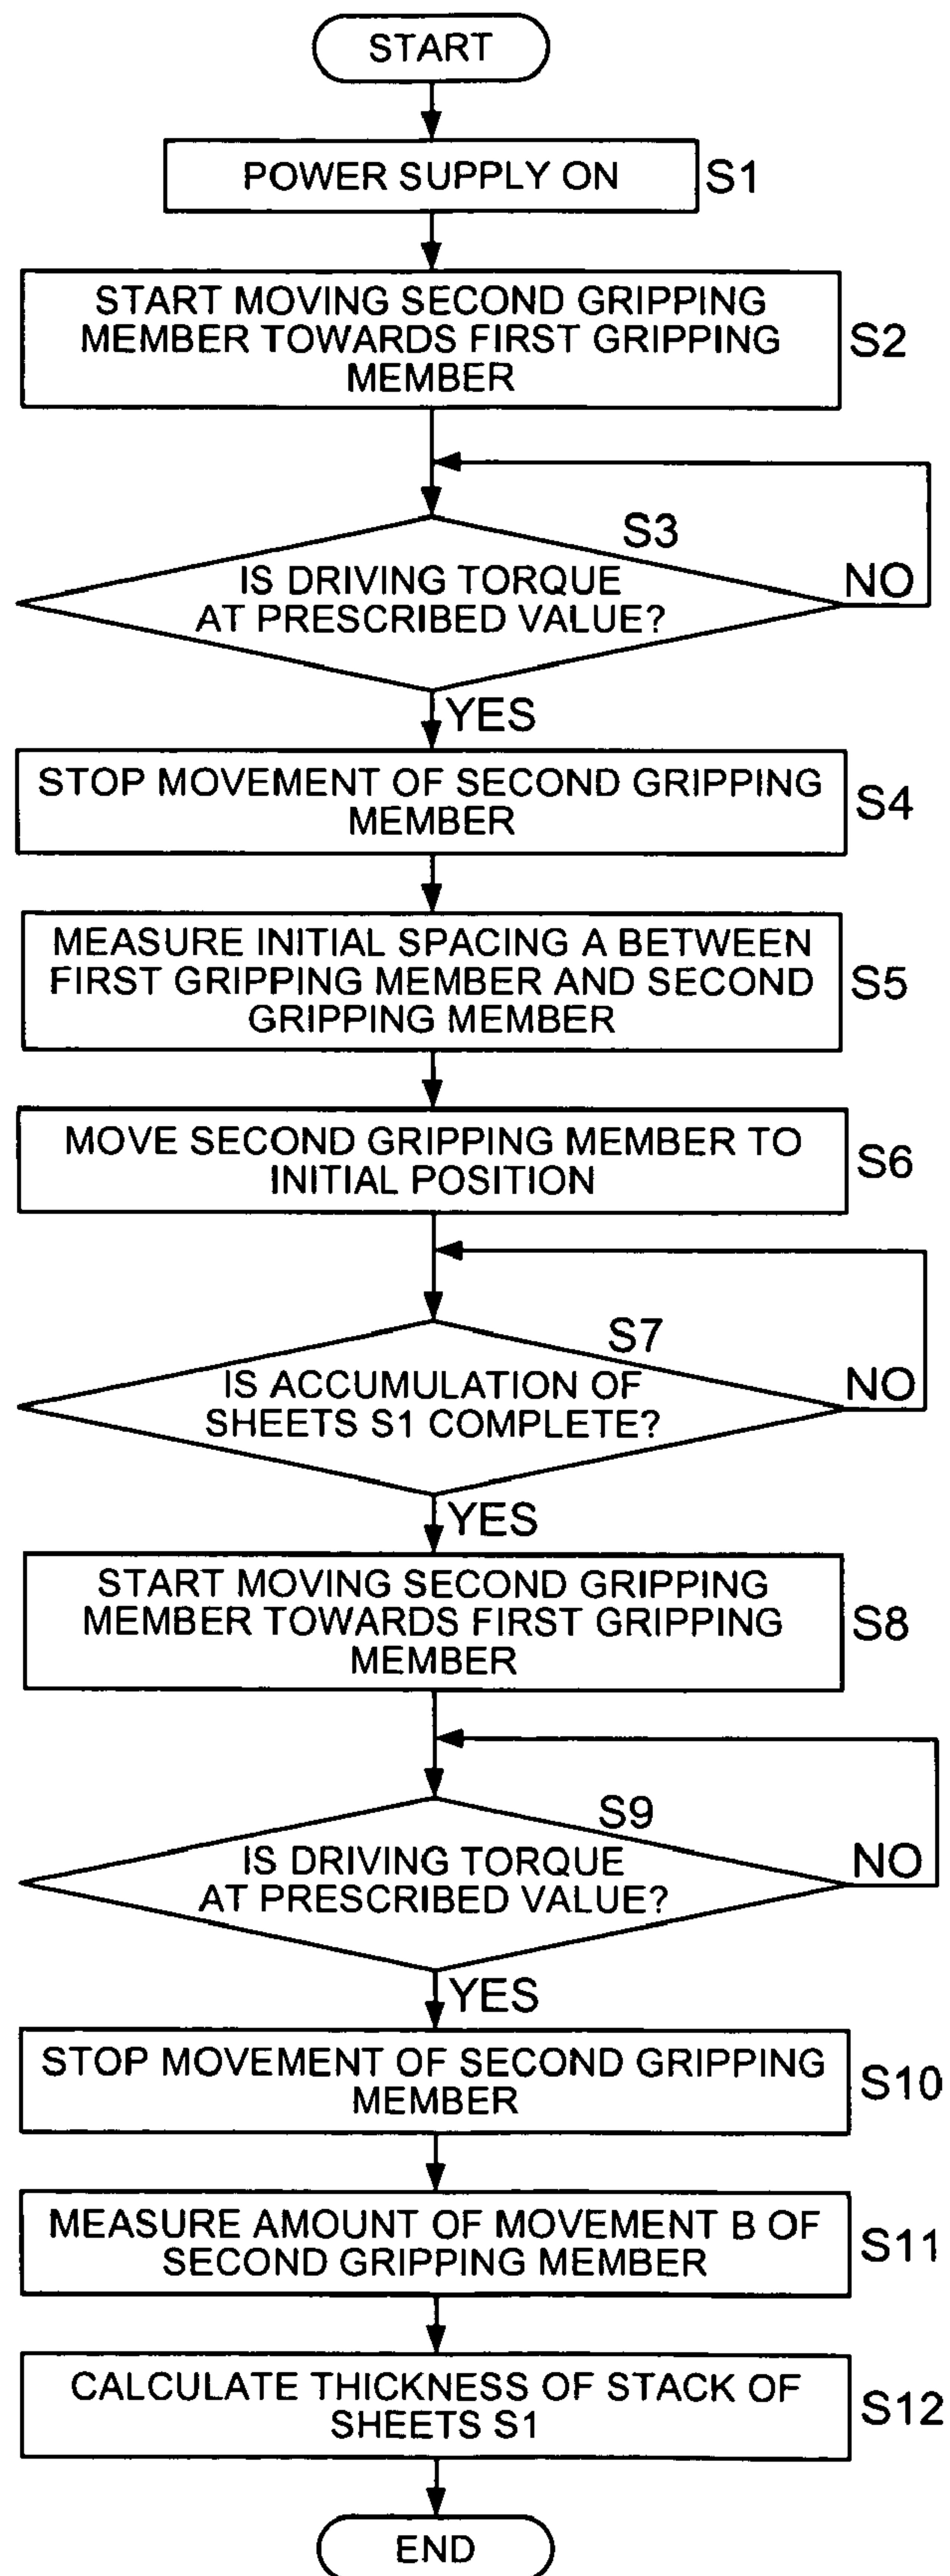 START
POWER SUPPLY ON
S1
START MOVING SECOND GRIPPING
MEMBER TOWARDS FIRST GRIPPING
MEMBER
S2
S3
IS DRIVING TORQUE
AT PRESCRIBED VALUE?
NO
YES
STOP MOVEMENT OF SECOND GRIPPING
MEMBER
S4
MEASURE INITIAL SPACING A BETWEEN
FIRST GRIPPING MEMBER AND SECOND
GRIPPING MEMBER
S5
MOVE SECOND GRIPPING MEMBER TO
INITIAL POSITION
S6
S7
IS ACCUMULATION OF
SHEETS S1 COMPLETE?
NO
YES
START MOVING SECOND GRIPPING
MEMBER TOWARDS FIRST GRIPPING
MEMBER
S8
S9
IS DRIVING TORQUE
AT PRESCRIBED VALUE?
NO
YES
STOP MOVEMENT OF SECOND GRIPPING
MEMBER
S10
MEASURE AMOUNT OF MOVEMENT B OF
SECOND GRIPPING MEMBER
S11
CALCULATE THICKNESS OF STACK OF
SHEETS S1
S12
END